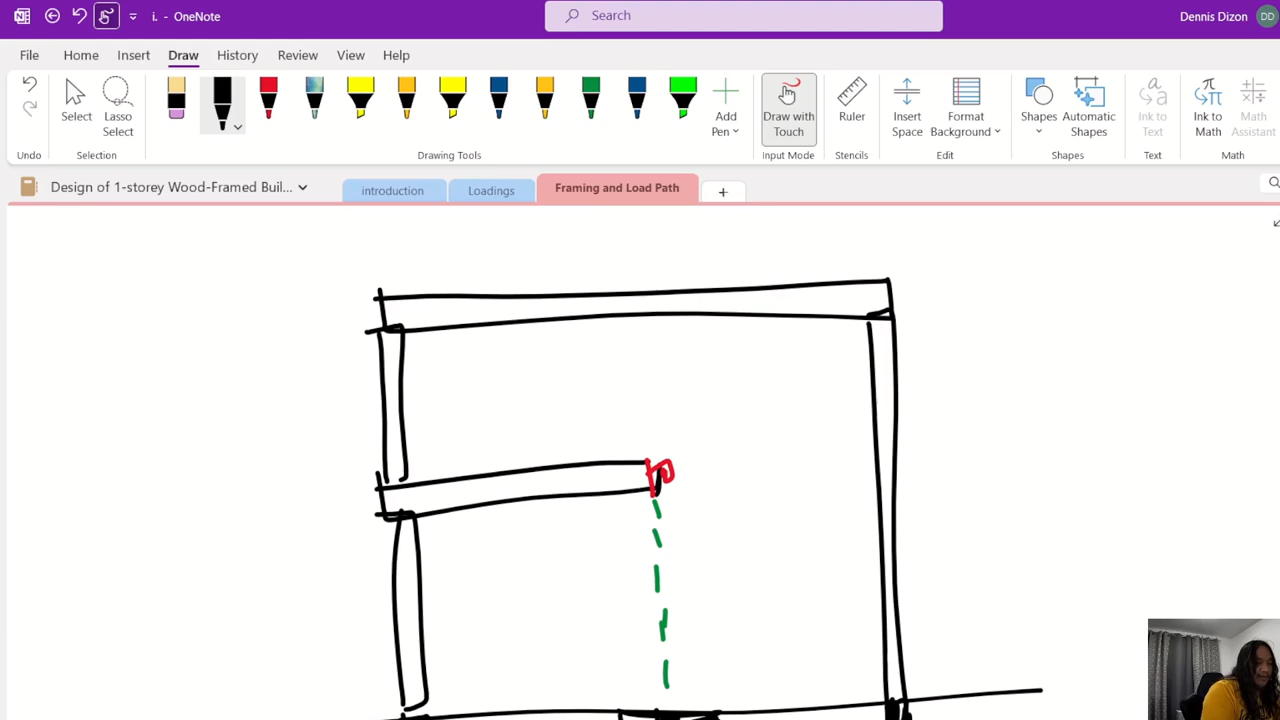 i. - OneNote
Search
Dennis Dizon
DD
File
Home
Insert
Draw
History
Review
View
Help
Undo
Select
Lasso
Select
Selection
Drawing Tools
Add
Pen
Draw with
Touch
Input Mode
Ruler
Stencils
Insert
Space
Format
Background
Edit
Shapes
Automatic
Shapes
Shapes
Ink to
Text
Text
Ink to
Math
Math
Assistant
Math
Design of 1-storey Wood-Framed Buil...
introduction
Loadings
Framing and Load Path
+